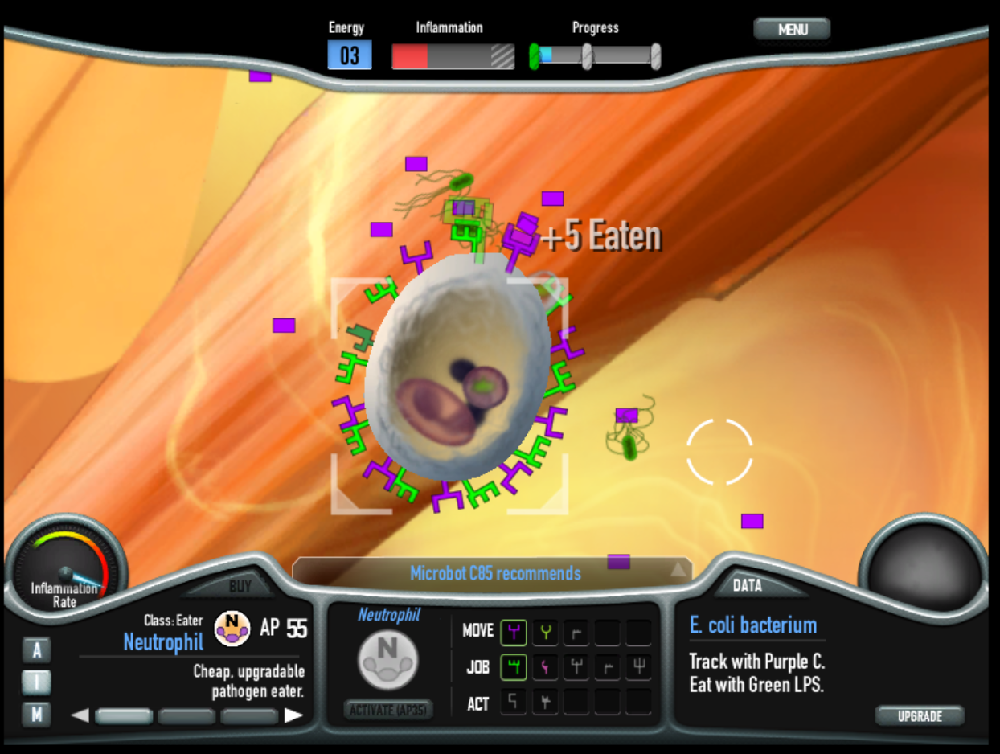 Energy
Inflammation
Progress
MENU
03
+5 Eaten
Microbot C85 recommends
Inflammation
Rate
BUY
Class: Eater
Neutrophil
N
AP 55
Cheap, upgradable
pathogen eater.
A
I
M
Neutrophil
N
ACTIVATE (AP35)
MOVE
JOB
ACT
DATA
E. coli bacterium
Track with Purple C.
Eat with Green LPS.
UPGRADE